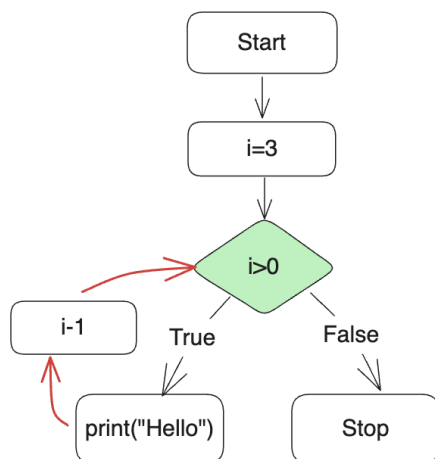 Start
i=3
i>0
True
False
i-1
print("Hello")
Stop